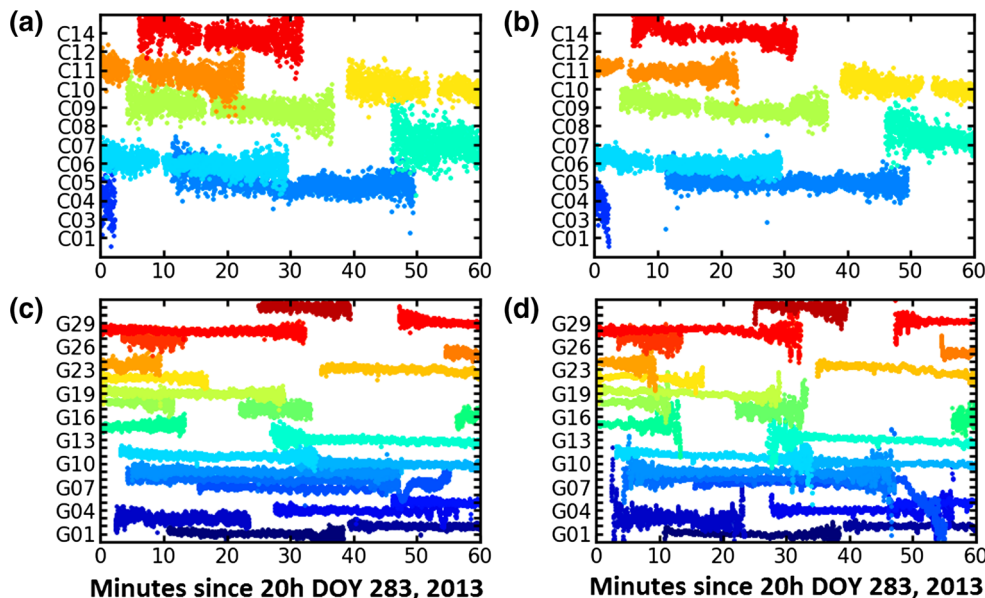 (a)
C14
C12
C11
C10
C09
C08
C07
C06
C05
C04
C03
C01
0 10 20 30 40 50 60
(b)
C14
C12
C11
C10
C09
C08
C07
C06
C05
C04
C03
C01
0 10 20 30 40 50 60
(c)
G29
G26
G23
G19
G16
G13
G10
G07
G04
G01
0 10 20 30 40 50 60
Minutes since 20h DOY 283, 2013
(d)
G29
G26
G23
G19
G16
G13
G10
G07
G04
G01
0 10 20 30 40 50 60
Minutes since 20h DOY 283, 2013